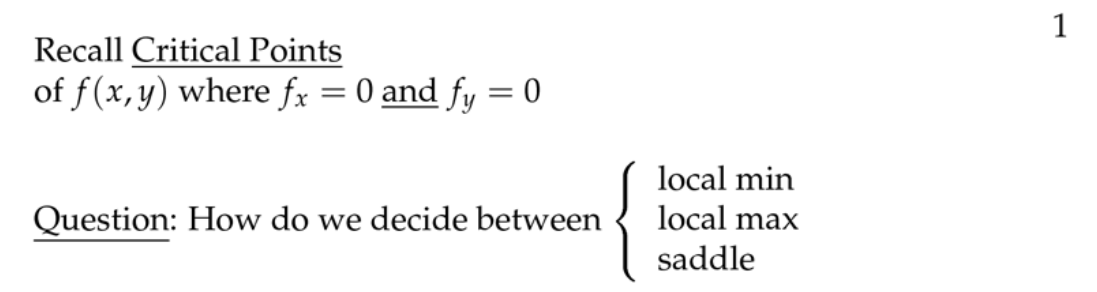 1
Recall Critical Points
of f(x, y) where fx = 0 and fy = 0
Question: How do we decide between { local min
local max
saddle